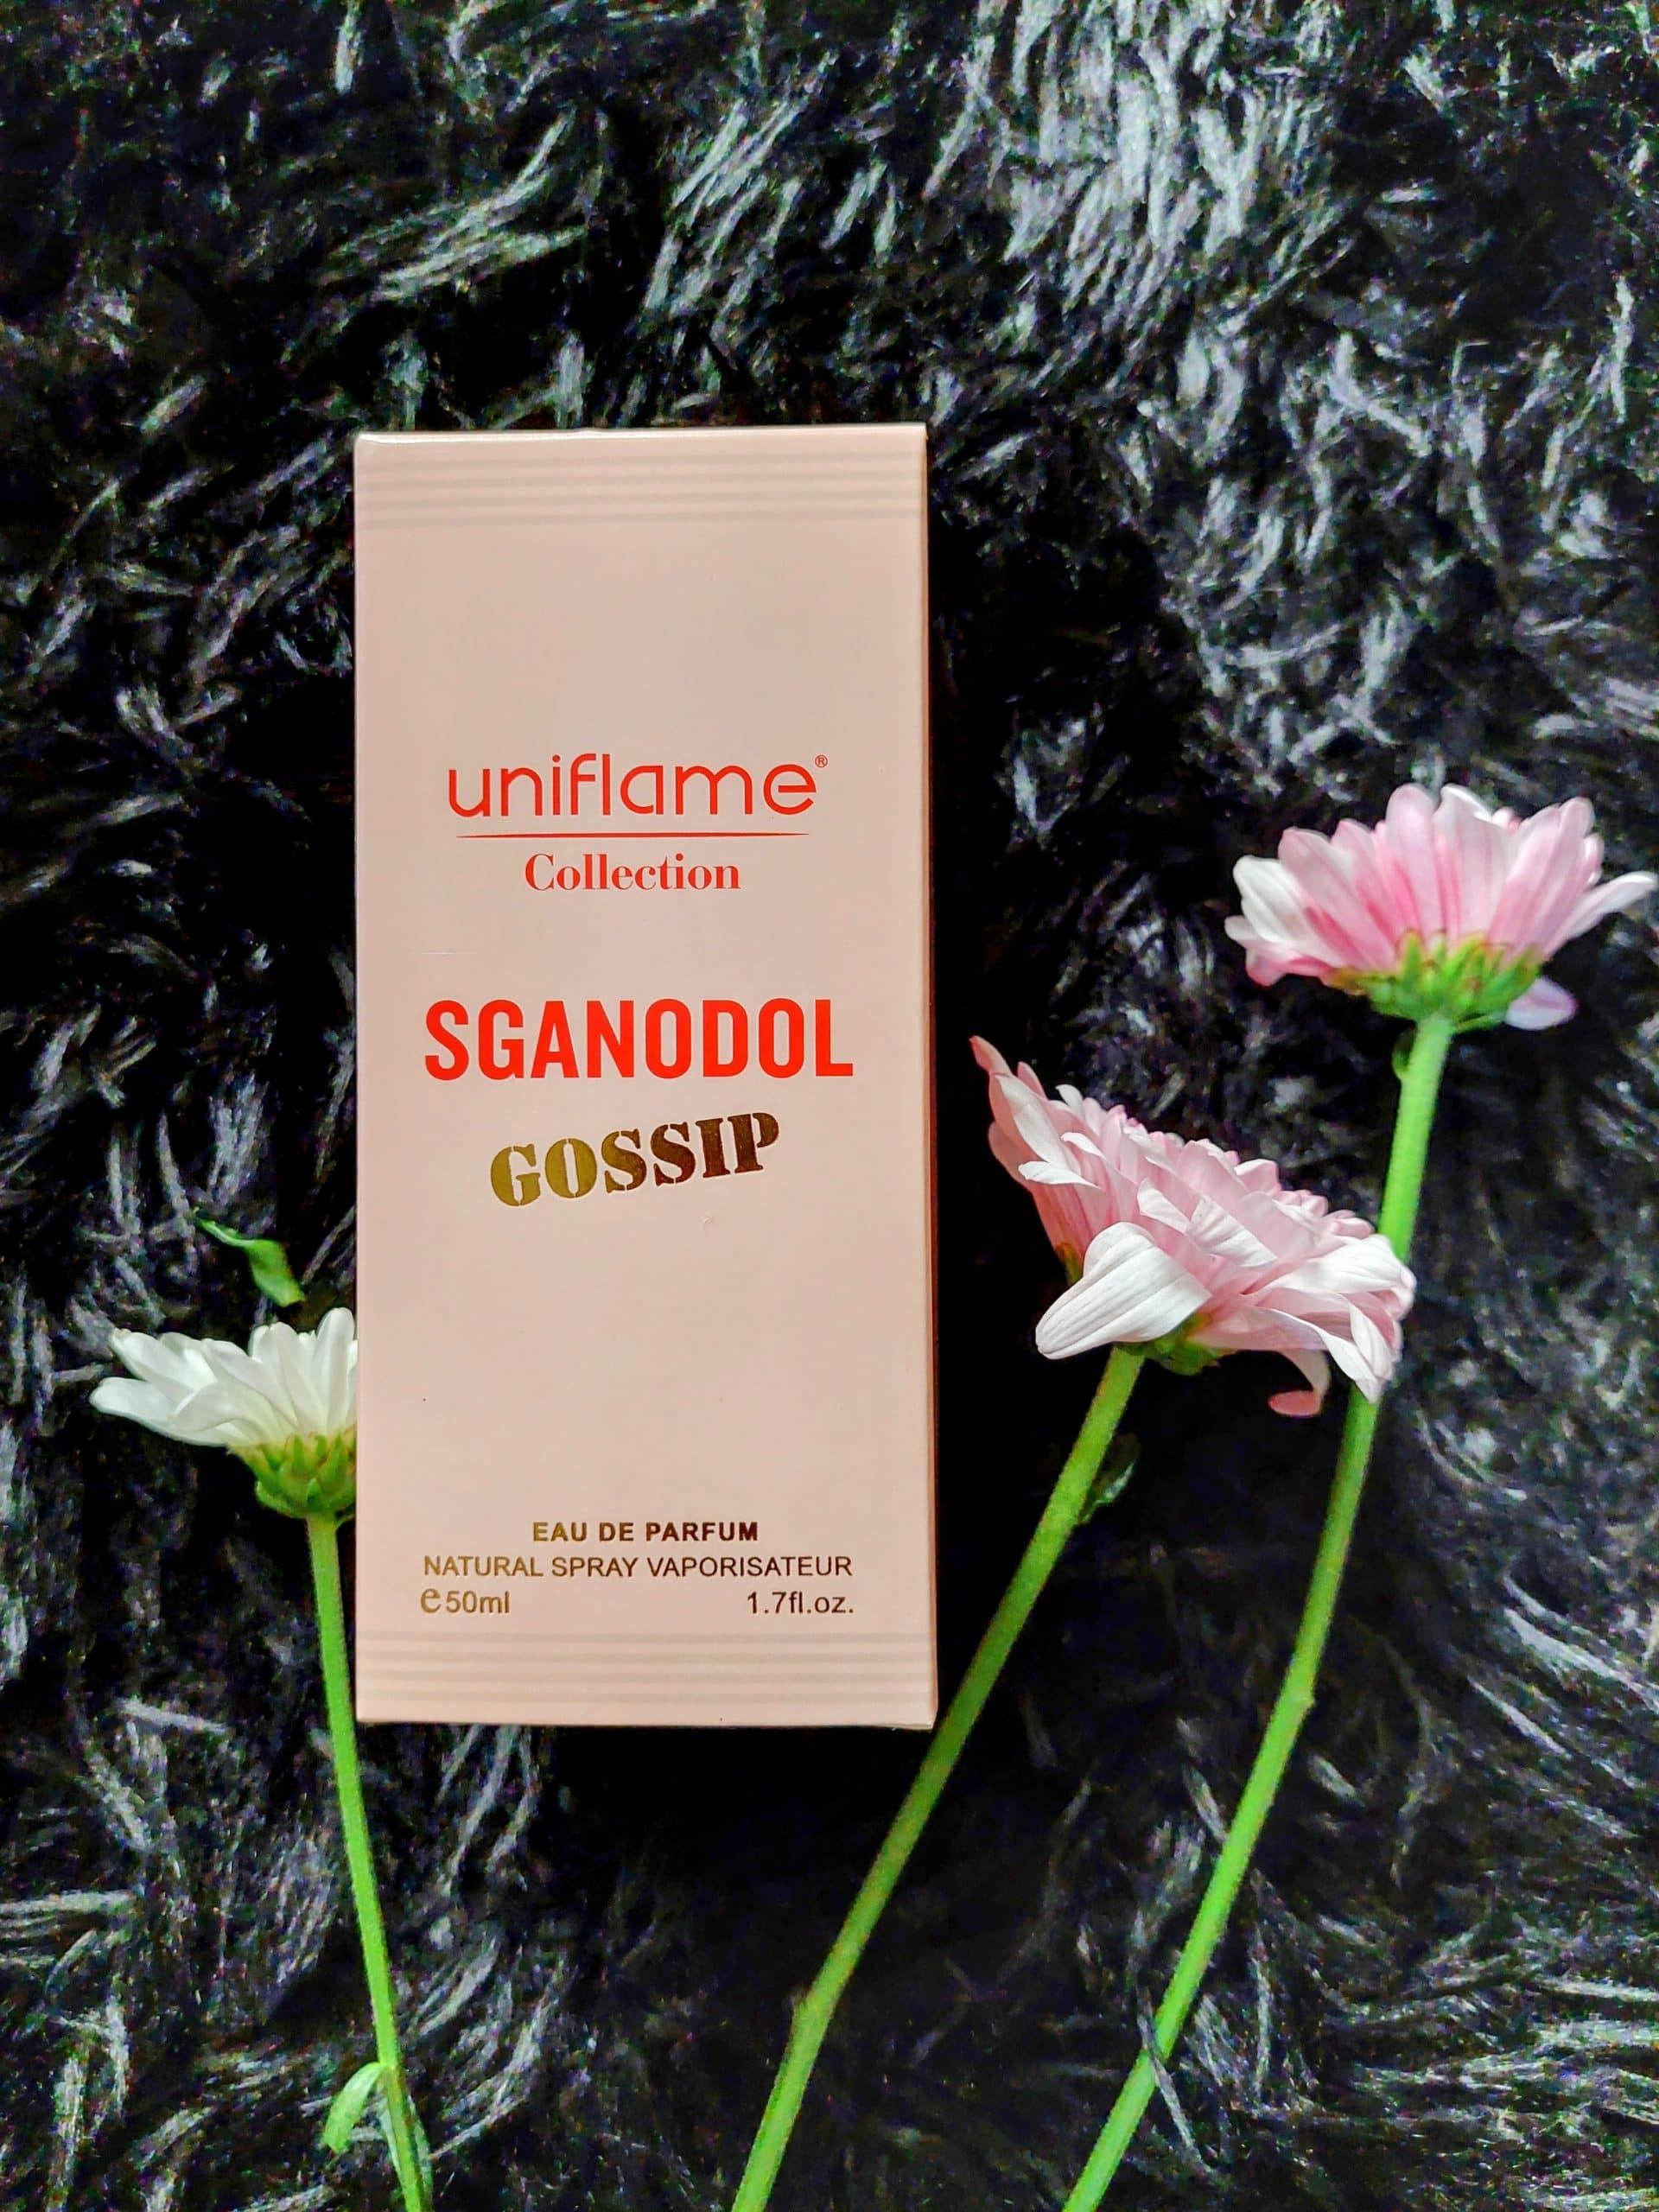 uniflame®
Collection
SGANODOL
GOSSIP
EAU DE PARFUM
NATURAL SPRAY VAPORISATEUR
℮50ml 1.7fl.oz.